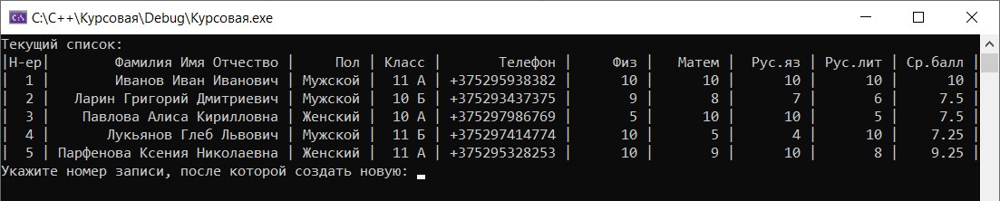 C:\C++\Курсовая\Debug\Курсовая.exe
Текущий список:
|Н-ер| Фамилия Имя Отчество | Пол | Класс | Телефон | Физ | Матем | Рус.яз | Рус.лит | Ср.балл |
| 1 | Иванов Иван Иванович | Мужской | 11 А | +375295938382 | 10 | 10 | 10 | 10 | 10 |
| 2 | Ларин Григорий Дмитриевич | Мужской | 10 Б | +375293437375 | 9 | 8 | 7 | 6 | 7.5 |
| 3 | Павлова Алиса Кирилловна | Женский | 10 А | +375297986769 | 5 | 10 | 10 | 5 | 7.5 |
| 4 | Лукьянов Глеб Львович | Мужской | 11 Б | +375297414774 | 10 | 5 | 4 | 10 | 7.25 |
| 5 | Парфенова Ксения Николаевна | Женский | 11 А | +375295328253 | 10 | 9 | 10 | 8 | 9.25 |
Укажите номер записи, после которой создать новую: